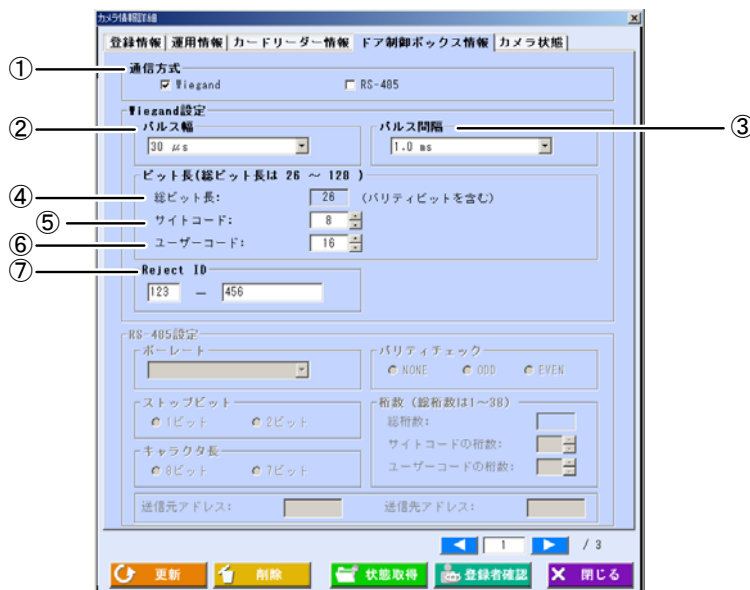 カメラ情報詳細
登録情報 運用情報 カードリーダー情報 ドア制御ボックス情報 カメラ状態
① 通信方式
Wiegand RS-485
Wiegand設定
② パルス幅 パルス間隔 ③
30 μs 1.0 ms
ビット長(総ビット長は 26 ～ 128 )
④ 総ビット長: 26 (パリティビットを含む)
⑤ サイトコード: 8
⑥ ユーザーコード: 16
⑦ Reject ID
123 － 456
RS-485設定
ボーレート パリティチェック
NONE ODD EVEN
ストップビット 桁数 (総桁数は1～38)
1ビット 2ビット 総桁数:
サイトコードの桁数:
キャラクタ長
8ビット 7ビット ユーザーコードの桁数:
送信元アドレス: 送信先アドレス:
1 / 3
更新 削除 状態取得 登録者確認 閉じる